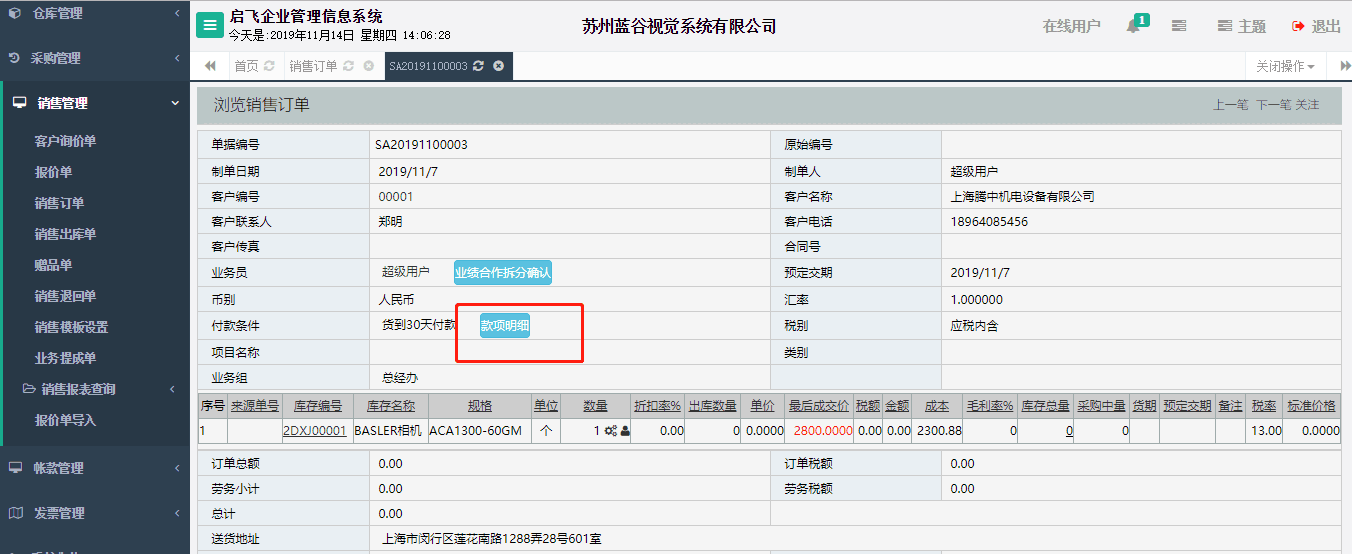 仓库管理
采购管理
销售管理
客户询价单
报价单
销售订单
销售出库单
赠品单
销售退回单
销售模板设置
业务提成单
销售报表查询
报价单导入
帐款管理
发票管理
启飞企业管理信息系统
今天是:2019年11月14日 星期四 14:06:28
苏州蓝谷视觉系统有限公司
在线用户 1 主题 退出
首页 销售订单 SA20191100003 关闭操作
浏览销售订单 上一笔 下一笔 关注
单据编号 SA20191100003 原始编号
制单日期 2019/11/7 制单人 超级用户
客户编号 00001 客户名称 上海腾中机电设备有限公司
客户联系人 郑明 客户电话 18964085456
客户传真 合同号
业务员 超级用户 业绩合作拆分确认 预定交期 2019/11/7
币别 人民币 汇率 1.000000
付款条件 货到30天付款 款项明细 税别 应税内含
项目名称 类别
业务组 总经办
序号 来源单号 库存编号 库存名称 规格 单位 数量 折扣率% 出库数量 单价 最后成交价 税额 金额 成本 毛利率% 库存总量 采购中量 货期 预定交期 备注 税率 标准价格
1 2DXJ00001 BASLER相机 ACA1300-60GM 个 1 0.00 0 0.0000 2800.0000 0.00 0.00 2300.88 0 0 0 13.00 0.0000
订单总额 0.00 订单税额 0.00
劳务小计 0.00 劳务税额 0.00
总计 0.00
送货地址 上海市闵行区莲花南路1288弄28号601室